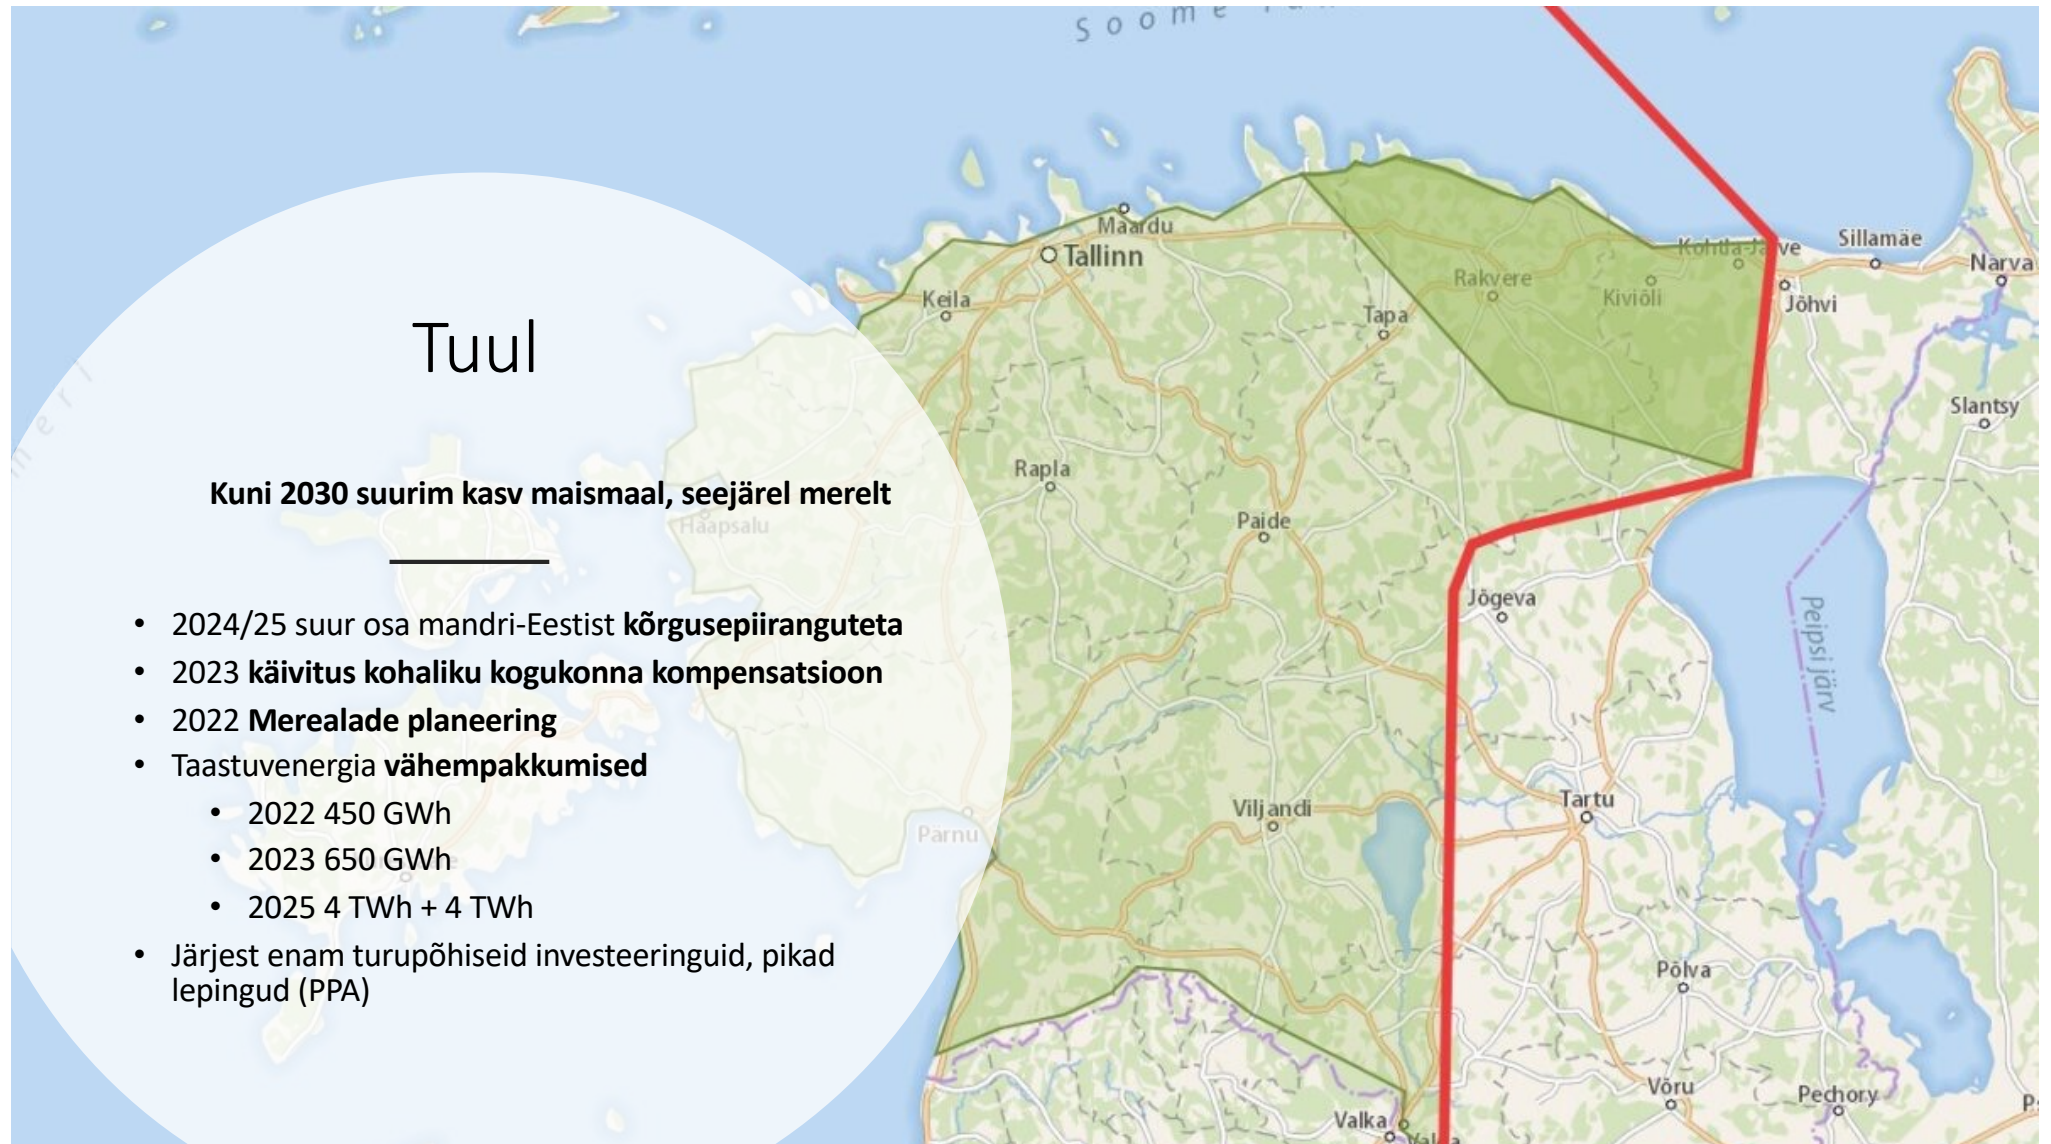 Tuul
Kuni 2030 suurim kasv maismaal, seejärel merelt
• 2024/25 suur osa mandri-Eestist kõrgusepiiranguteta
• 2023 käivitus kohaliku kogukonna kompensatsioon
• 2022 Merealade planeering
• Taastuvenergia vähempakkumised
• 2022 450 GWh
• 2023 650 GWh
• 2025 4 TWh + 4 TWh
• Järjest enam turupõhiseid investeeringuid, pikad
lepingud (PPA)
Soome
Maardu
Tallinn
Keila
Kohtla-Järve
Sillamäe
Narva
Rakvere
Kiviõli
Jõhvi
Tapa
Slantsy
Rapla
Haapsalu
Paide
Jõgeva
Peipsi järv
Tartu
Viljandi
Pärnu
Põlva
Võru
Pechory
Valka
Valga